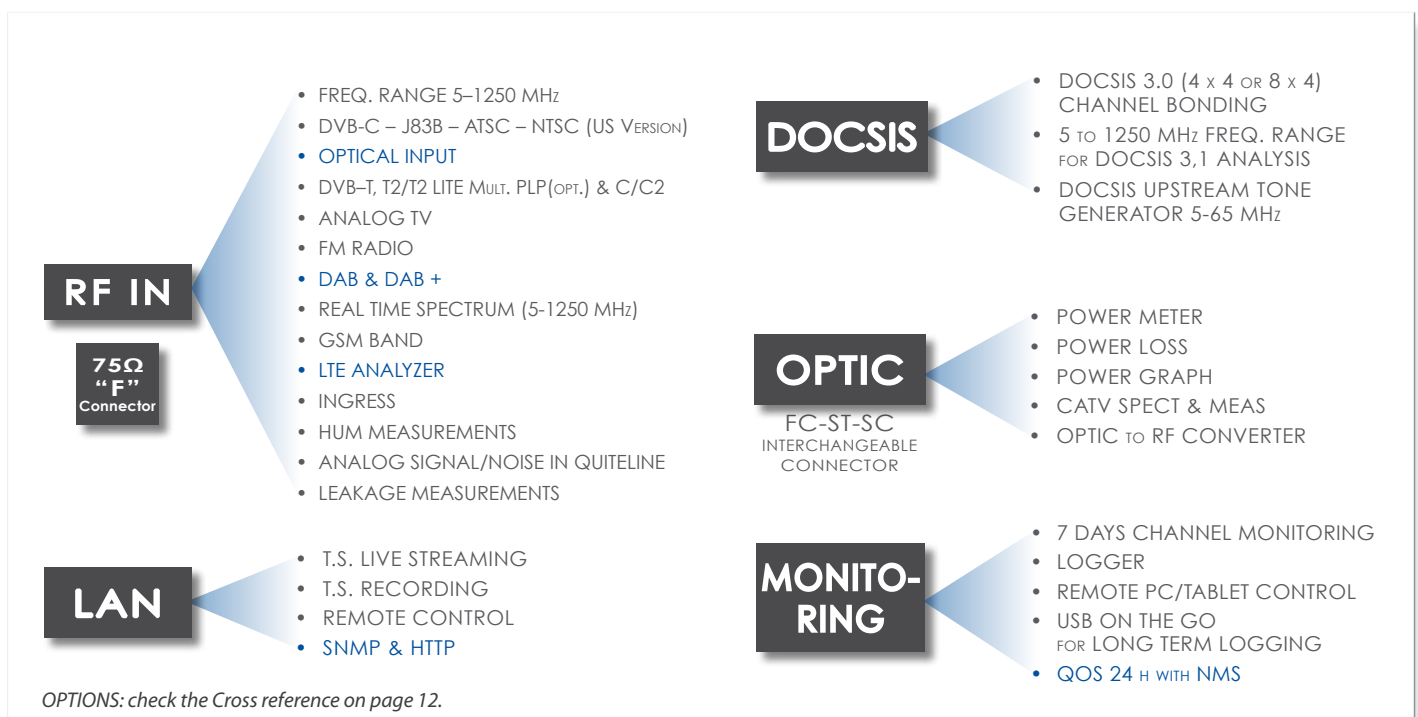 RF IN
75Ω
“F”
Connector
• FREQ. RANGE 5–1250 MHz
• DVB-C – J83B – ATSC – NTSC (US Version)
• OPTICAL INPUT
• DVB–T, T2/T2 LITE Mult. PLP(opt.) & C/C2
• ANALOG TV
• FM RADIO
• DAB & DAB +
• REAL TIME SPECTRUM (5-1250 MHz)
• GSM BAND
• LTE ANALYZER
• INGRESS
• HUM MEASUREMENTS
• ANALOG SIGNAL/NOISE IN QUITELINE
• LEAKAGE MEASUREMENTS
LAN
• T.S. LIVE STREAMING
• T.S. RECORDING
• REMOTE CONTROL
• SNMP & HTTP
DOCSIS
• DOCSIS 3.0 (4 x 4 or 8 x 4)
CHANNEL BONDING
• 5 to 1250 MHz FREQ. RANGE
for DOCSIS 3,1 ANALYSIS
• DOCSIS UPSTREAM TONE
GENERATOR 5-65 MHz
OPTIC
FC-ST-SC
INTERCHANGEABLE
CONNECTOR
• POWER METER
• POWER LOSS
• POWER GRAPH
• CATV SPECT & MEAS
• OPTIC to RF CONVERTER
MONITO-
RING
• 7 DAYS CHANNEL MONITORING
• LOGGER
• REMOTE PC/TABLET CONTROL
• USB ON THE GO
for LONG TERM LOGGING
• QOS 24 h with NMS
OPTIONS: check the Cross reference on page 12.